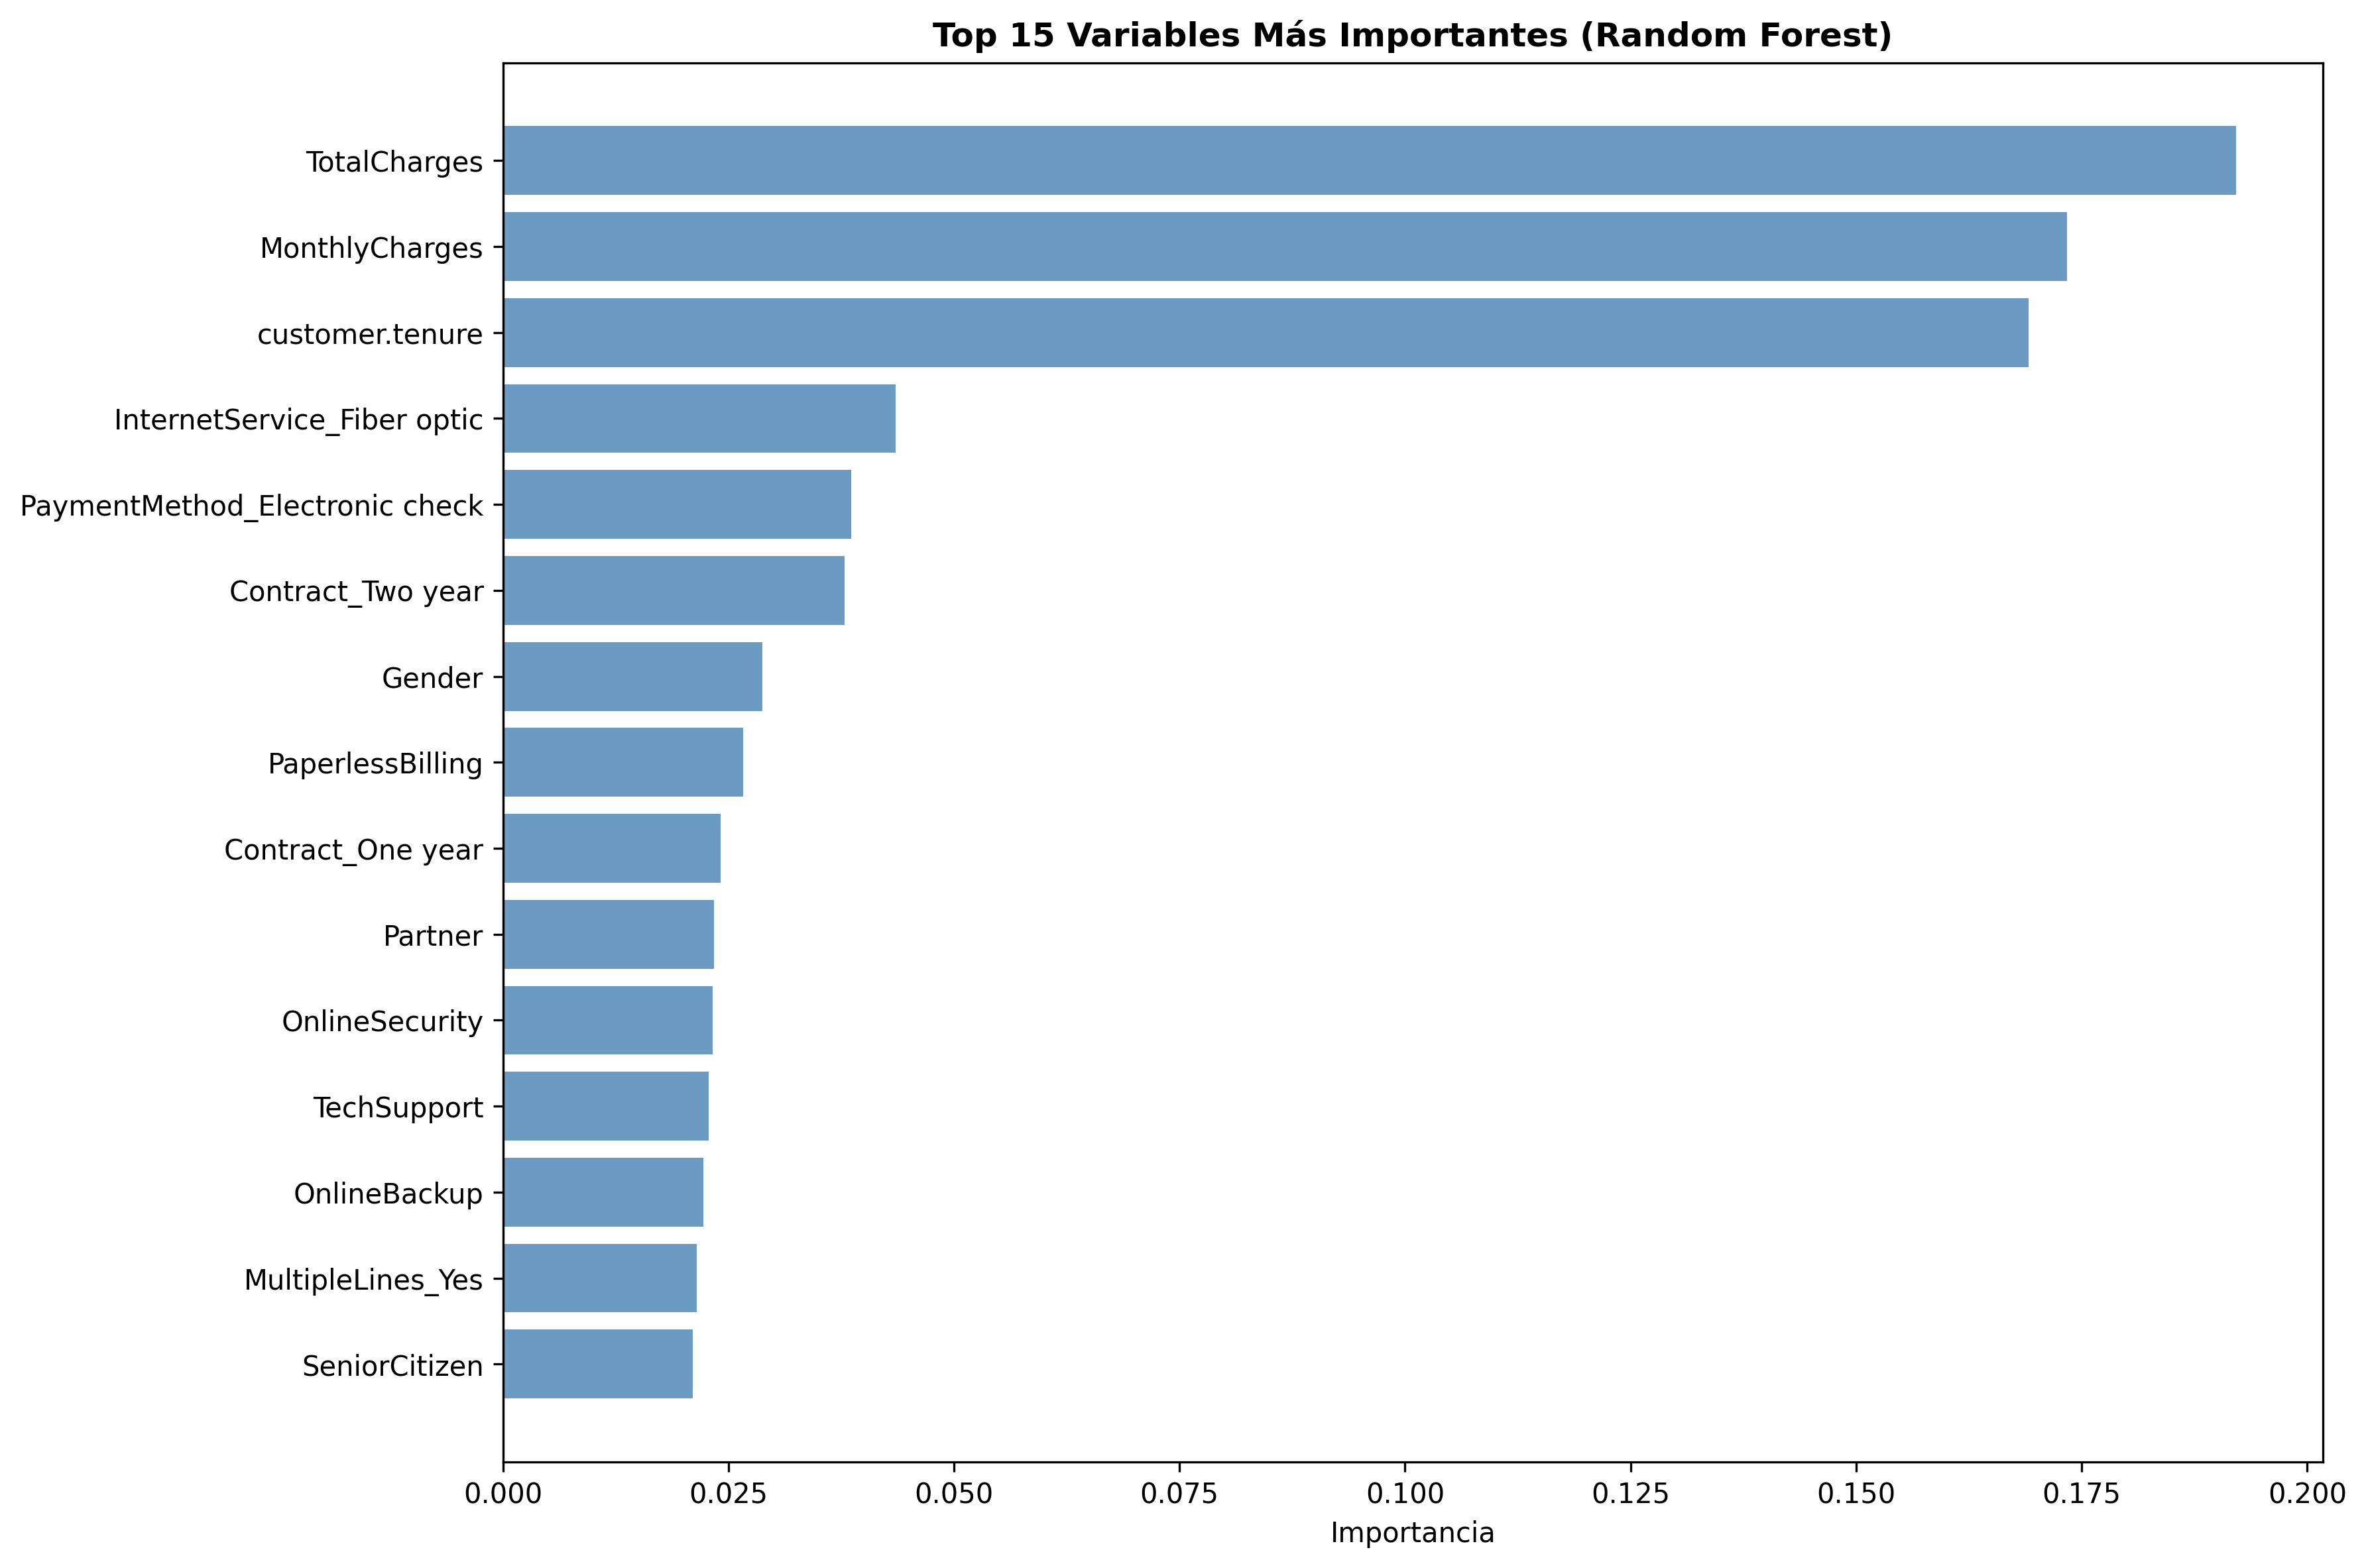 Top 15 Variables Más Importantes (Random Forest)
TotalCharges
MonthlyCharges
customer.tenure
InternetService_Fiber optic
PaymentMethod_Electronic check
Contract_Two year
Gender
PaperlessBilling
Contract_One year
Partner
OnlineSecurity
TechSupport
OnlineBackup
MultipleLines_Yes
SeniorCitizen
0.000 0.025 0.050 0.075 0.100 0.125 0.150 0.175 0.200
Importancia